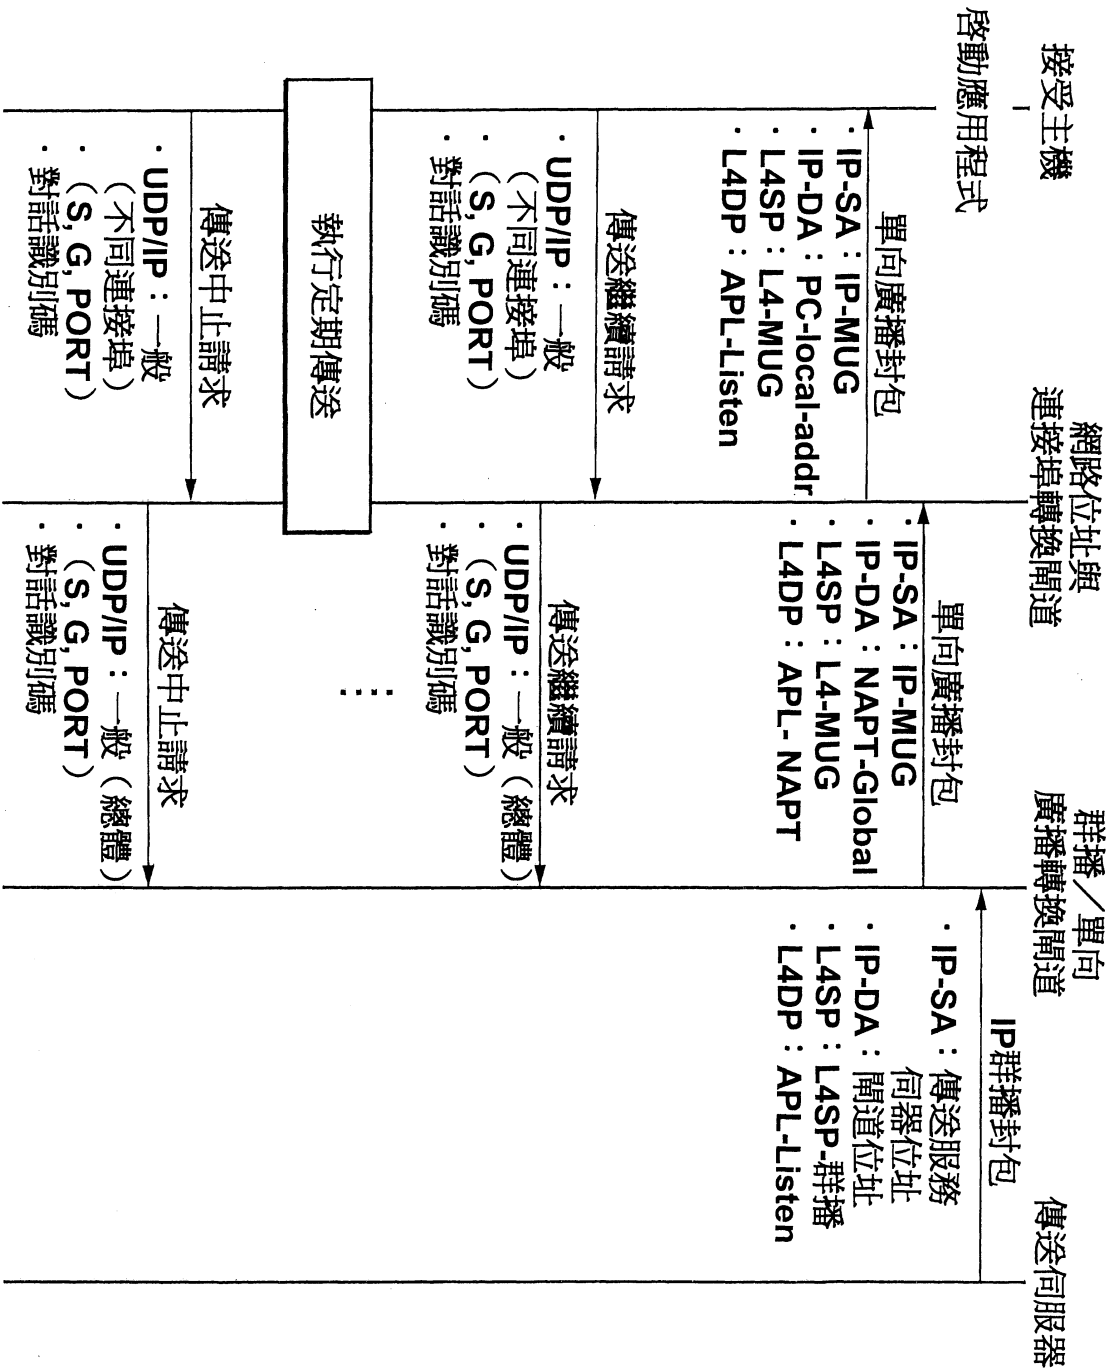 接受主機
網路位址與
連接埠轉換閘道
群播／單向
廣播轉換閘道
傳送伺服器
啓動應用程式
IP群播封包
· IP-SA：傳送服務
伺器位址
· IP-DA：閘道位址
· L4SP：L4SP-群播
· L4DP：APL-Listen
單向廣播封包
· IP-SA：IP-MUG
· IP-DA：NAPT-Global
· L4SP：L4-MUG
· L4DP：APL- NAPT
單向廣播封包
· IP-SA：IP-MUG
· IP-DA：PC-local-addr
· L4SP：L4-MUG
· L4DP：APL-Listen
傳送繼續請求
· UDP/IP：一般
（不同連接埠）
· （S, G, PORT）
· 對話識別碼
傳送繼續請求
· UDP/IP：一般（總體）
· （S, G, PORT）
· 對話識別碼
執行定期傳送
....
傳送中止請求
· UDP/IP：一般
（不同連接埠）
· （S, G, PORT）
· 對話識別碼
傳送中止請求
· UDP/IP：一般（總體）
· （S, G, PORT）
· 對話識別碼